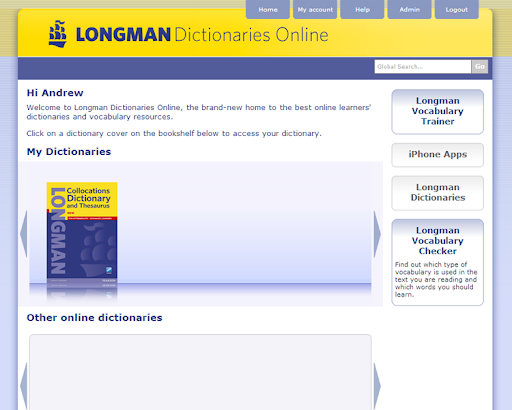 Home My account Help Admin Logout
LONGMAN Dictionaries Online
Global Search... Go
Hi Andrew
Welcome to Longman Dictionaries Online, the brand-new home to the best online learners'
dictionaries and vocabulary resources.
Click on a dictionary cover on the bookshelf below to access your dictionary.
My Dictionaries
LONGMAN
Collocations
Dictionary
and Thesaurus
Other online dictionaries
Longman
Vocabulary
Trainer
iPhone Apps
Longman
Dictionaries
Longman
Vocabulary
Checker
Find out which type of
vocabulary is used in the
text you are reading and
which words you should
learn.